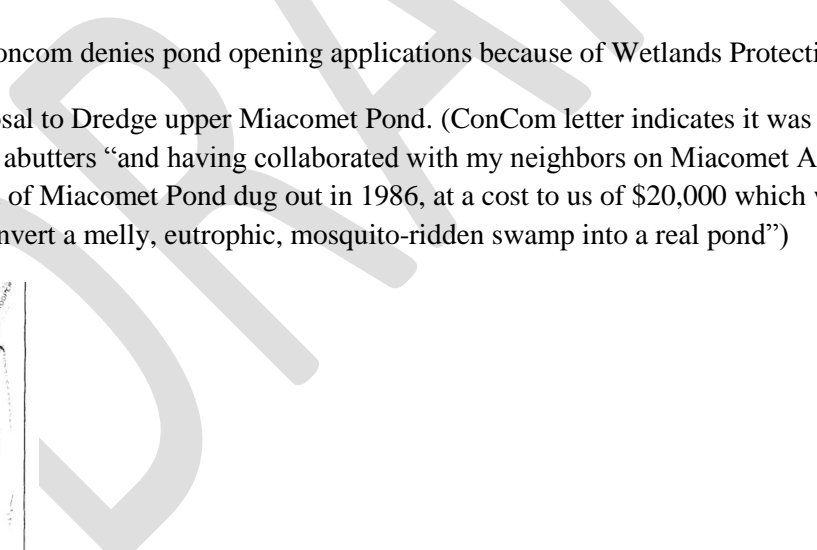 oncom denies pond opening applications because of Wetlands Protecti
sal to Dredge upper Miacomet Pond. (ConCom letter indicates it was
abutters “and having collaborated with my neighbors on Miacomet A
of Miacomet Pond dug out in 1986, at a cost to us of $20,000 which
nvert a melly, eutrophic, mosquito-ridden swamp into a real pond”)